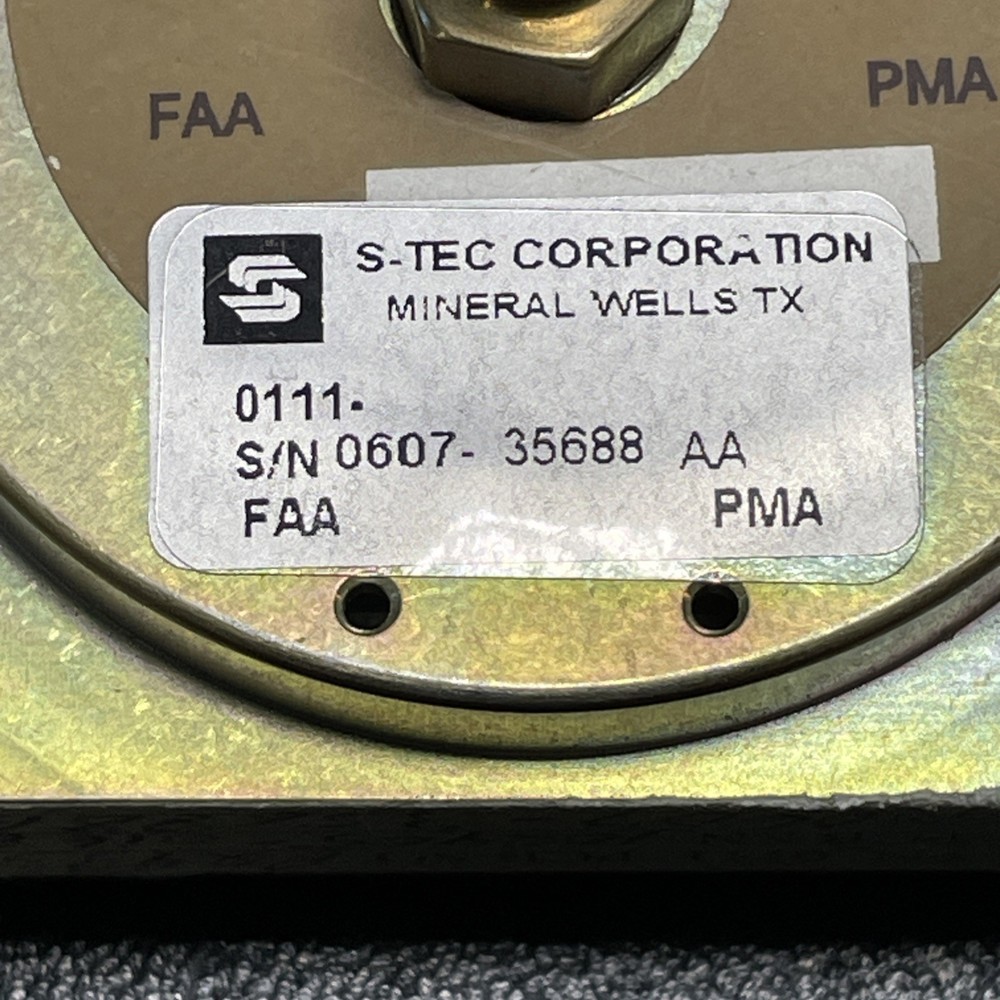 FAA PMA
S-TEC CORPORATION
MINERAL WELLS TX
0111-
S/N 0607- 35688 AA
FAA PMA